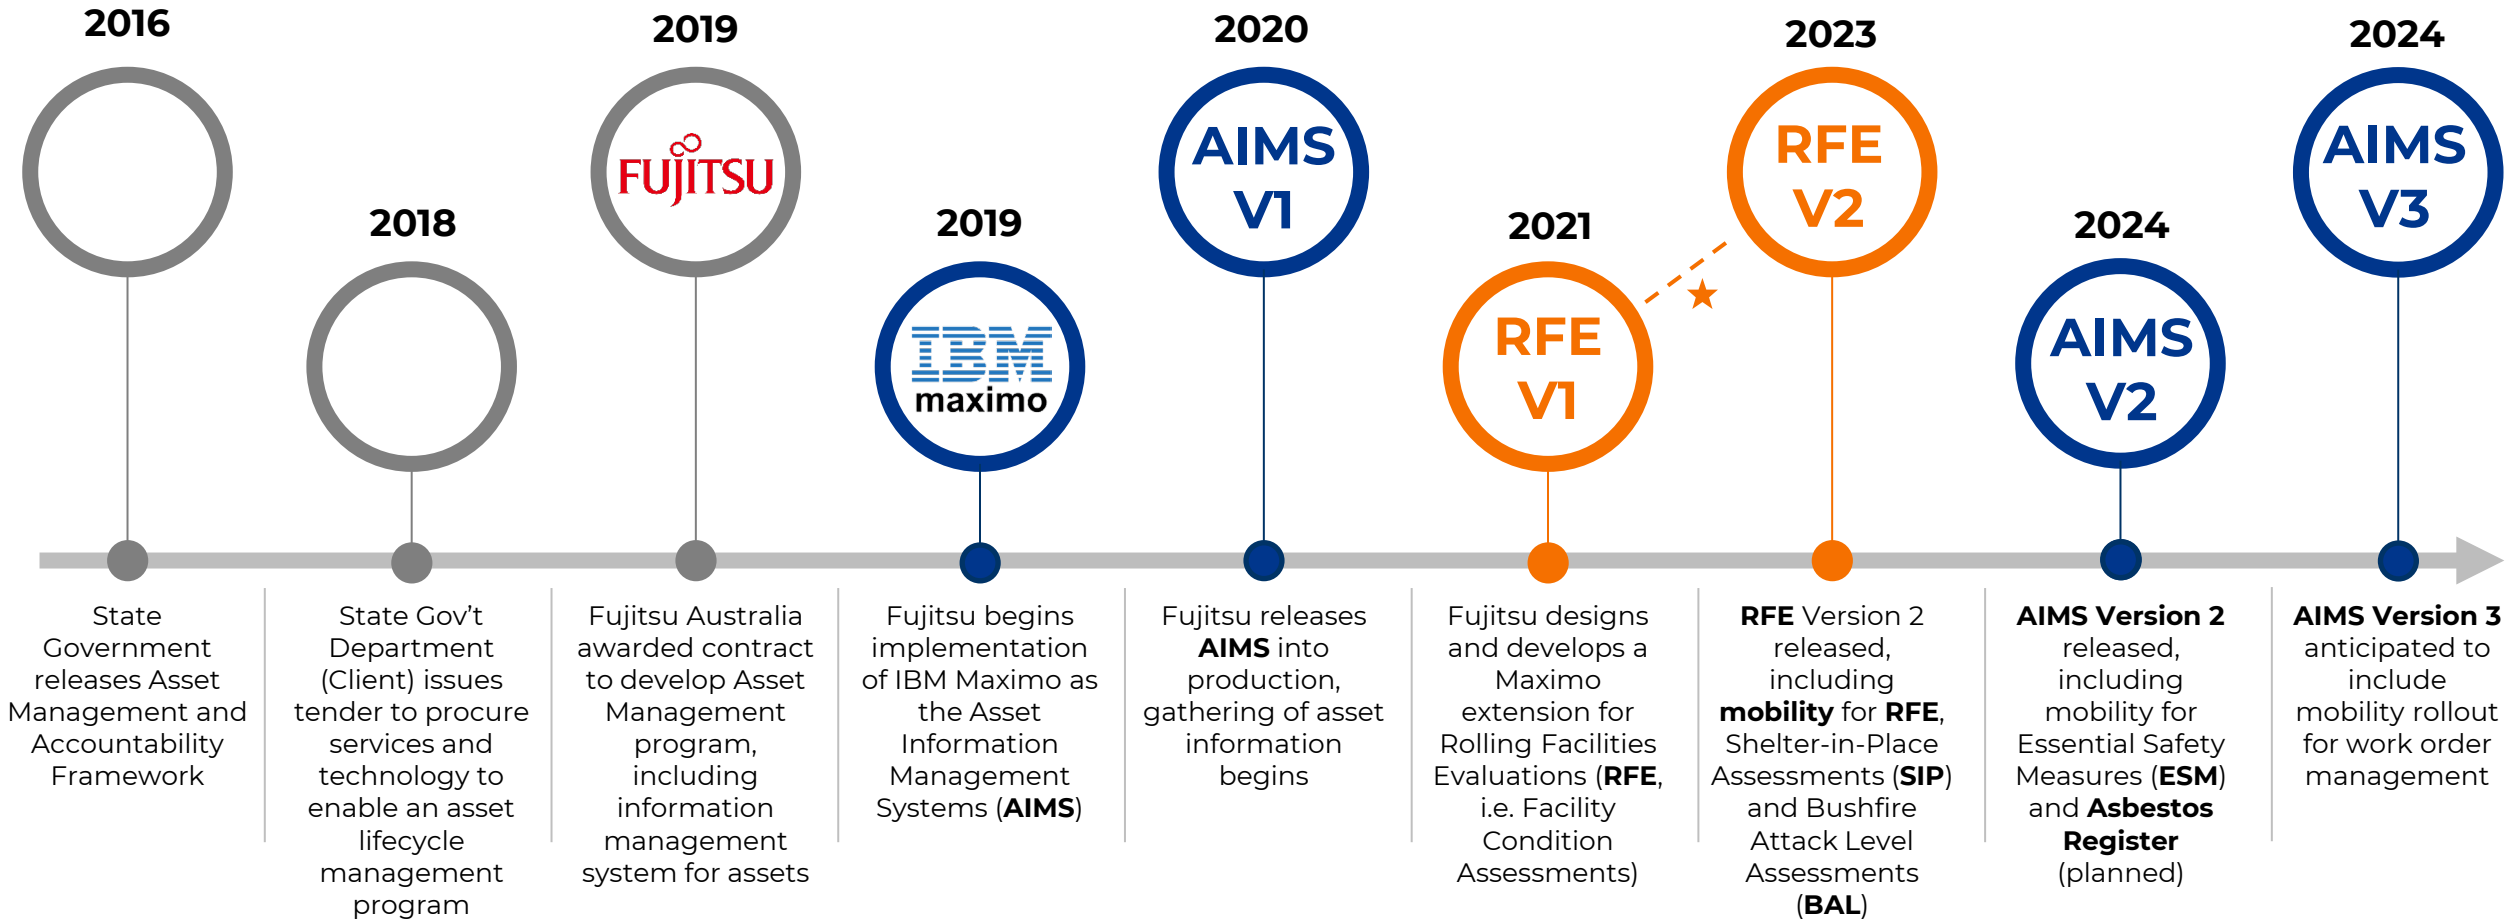 2016
State
Government
releases Asset
Management and
Accountability
Framework
2018
State Gov’t
Department
(Client) issues
tender to procure
services and
technology to
enable an asset
lifecycle
management
program
2019
FUJITSU
Fujitsu Australia
awarded contract
to develop Asset
Management
program,
including
information
management
system for assets
2019
IBM
maximo
Fujitsu begins
implementation
of IBM Maximo as
the Asset
Information
Management
Systems (AIMS)
2020
AIMS
V1
Fujitsu releases
AIMS into
production,
gathering of asset
information
begins
2021
RFE
V1
Fujitsu designs
and develops a
Maximo
extension for
Rolling Facilities
Evaluations (RFE,
i.e. Facility
Condition
Assessments)
2023
RFE
V2
RFE Version 2
released,
including
mobility for RFE,
Shelter-in-Place
Assessments (SIP)
and Bushfire
Attack Level
Assessments
(BAL)
2024
AIMS
V2
AIMS Version 2
released,
including
mobility for
Essential Safety
Measures (ESM)
and Asbestos
Register
(planned)
2024
AIMS
V3
AIMS Version 3
anticipated to
include
mobility rollout
for work order
management